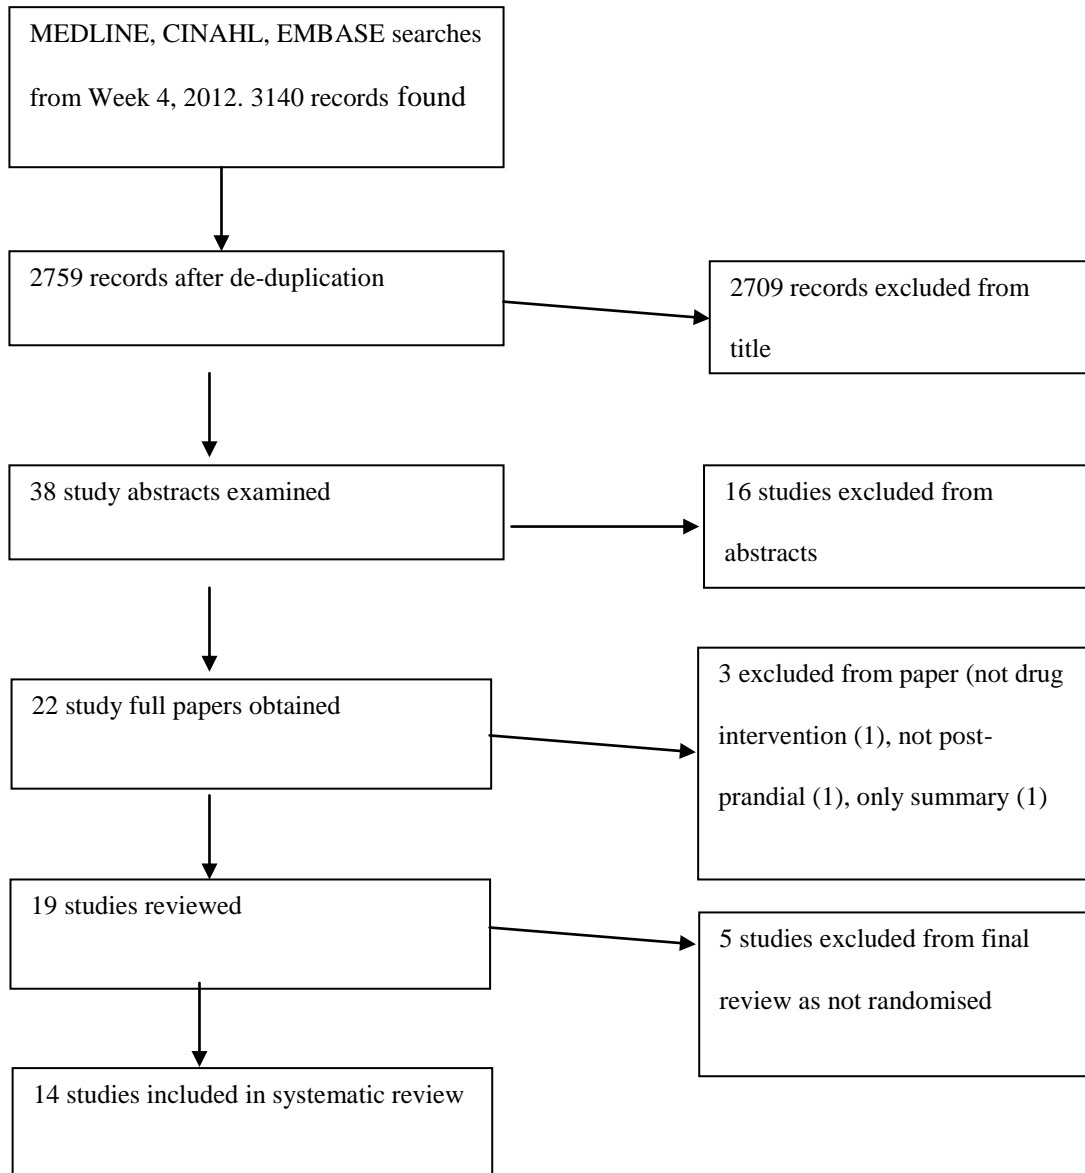 MEDLINE, CINAHL, EMBASE searches
from Week 4, 2012. 3140 records found
2759 records after de-duplication
2709 records excluded from
title
38 study abstracts examined
16 studies excluded from
abstracts
22 study full papers obtained
3 excluded from paper (not drug
intervention (1), not post-
prandial (1), only summary (1)
19 studies reviewed
5 studies excluded from final
review as not randomised
14 studies included in systematic review